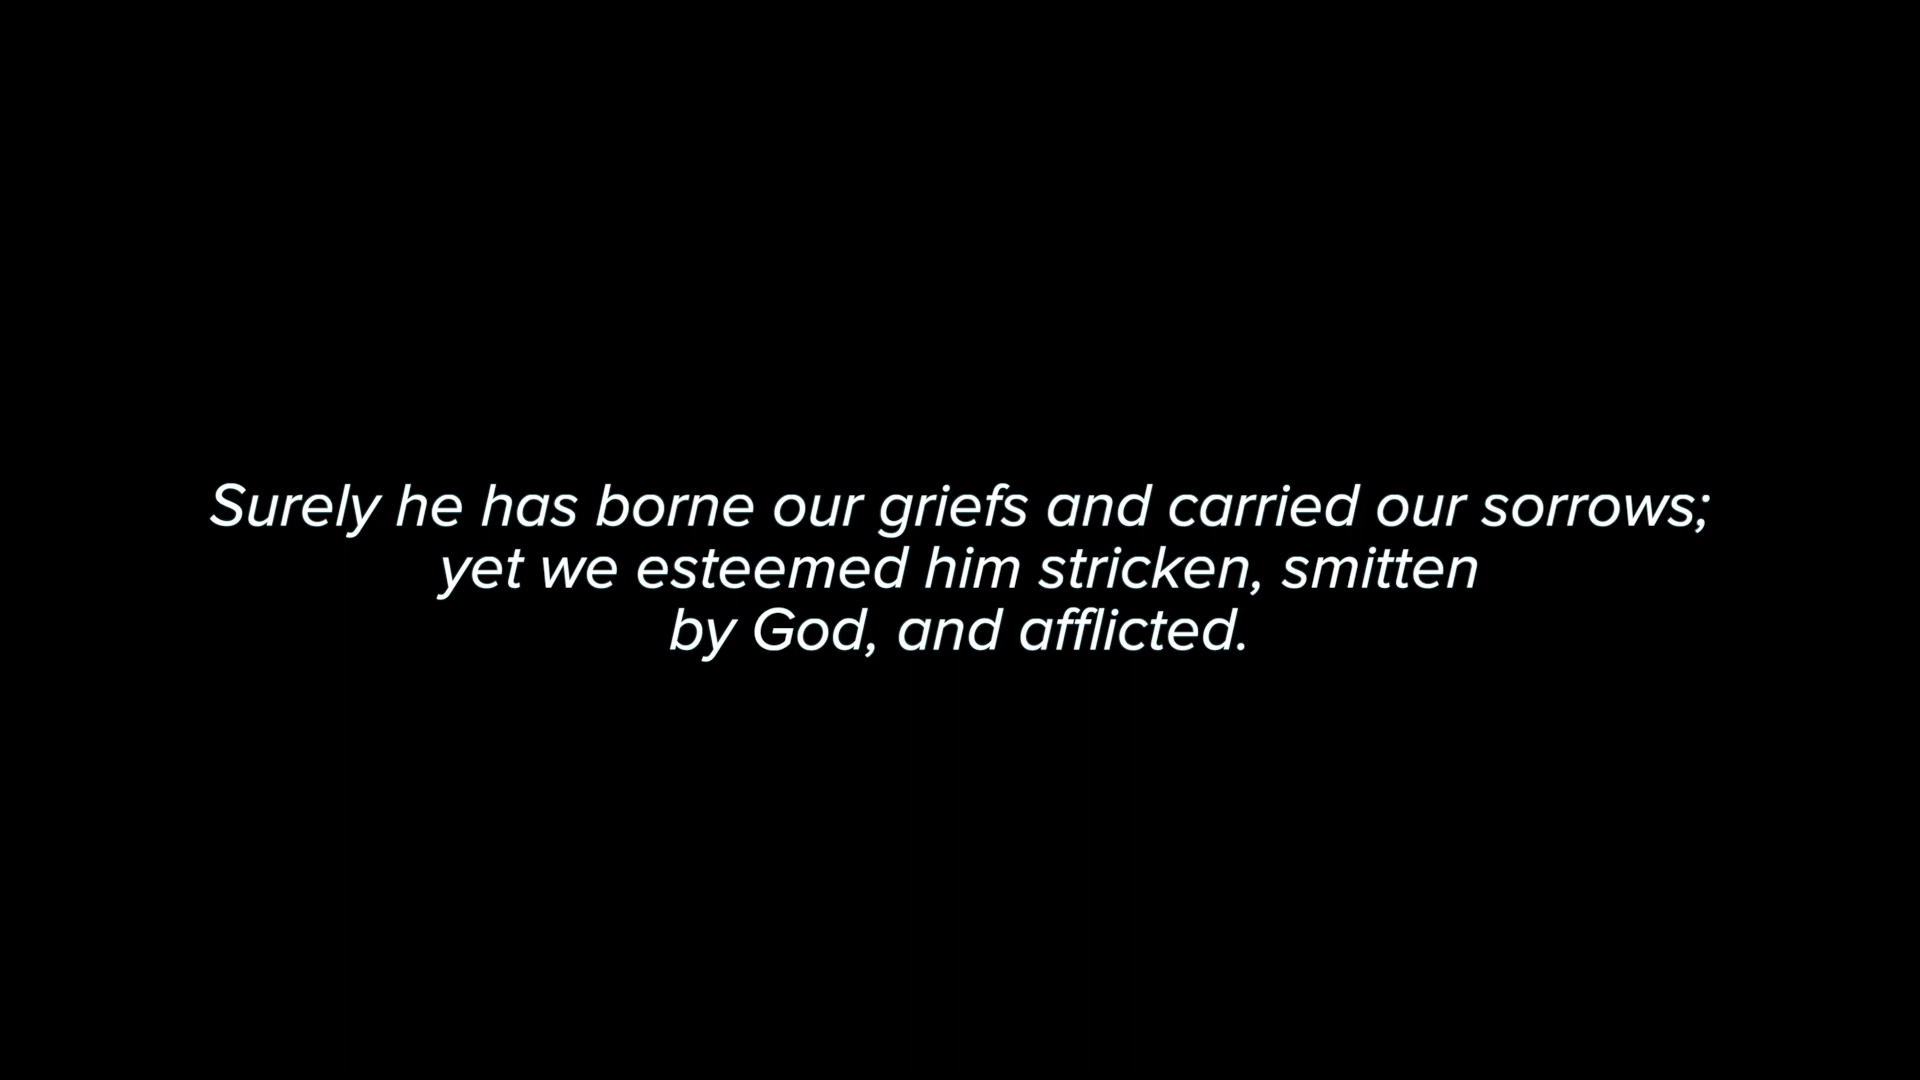 Surely he has borne our griefs and carried our sorrows;
yet we esteemed him stricken, smitten
by God, and afflicted.